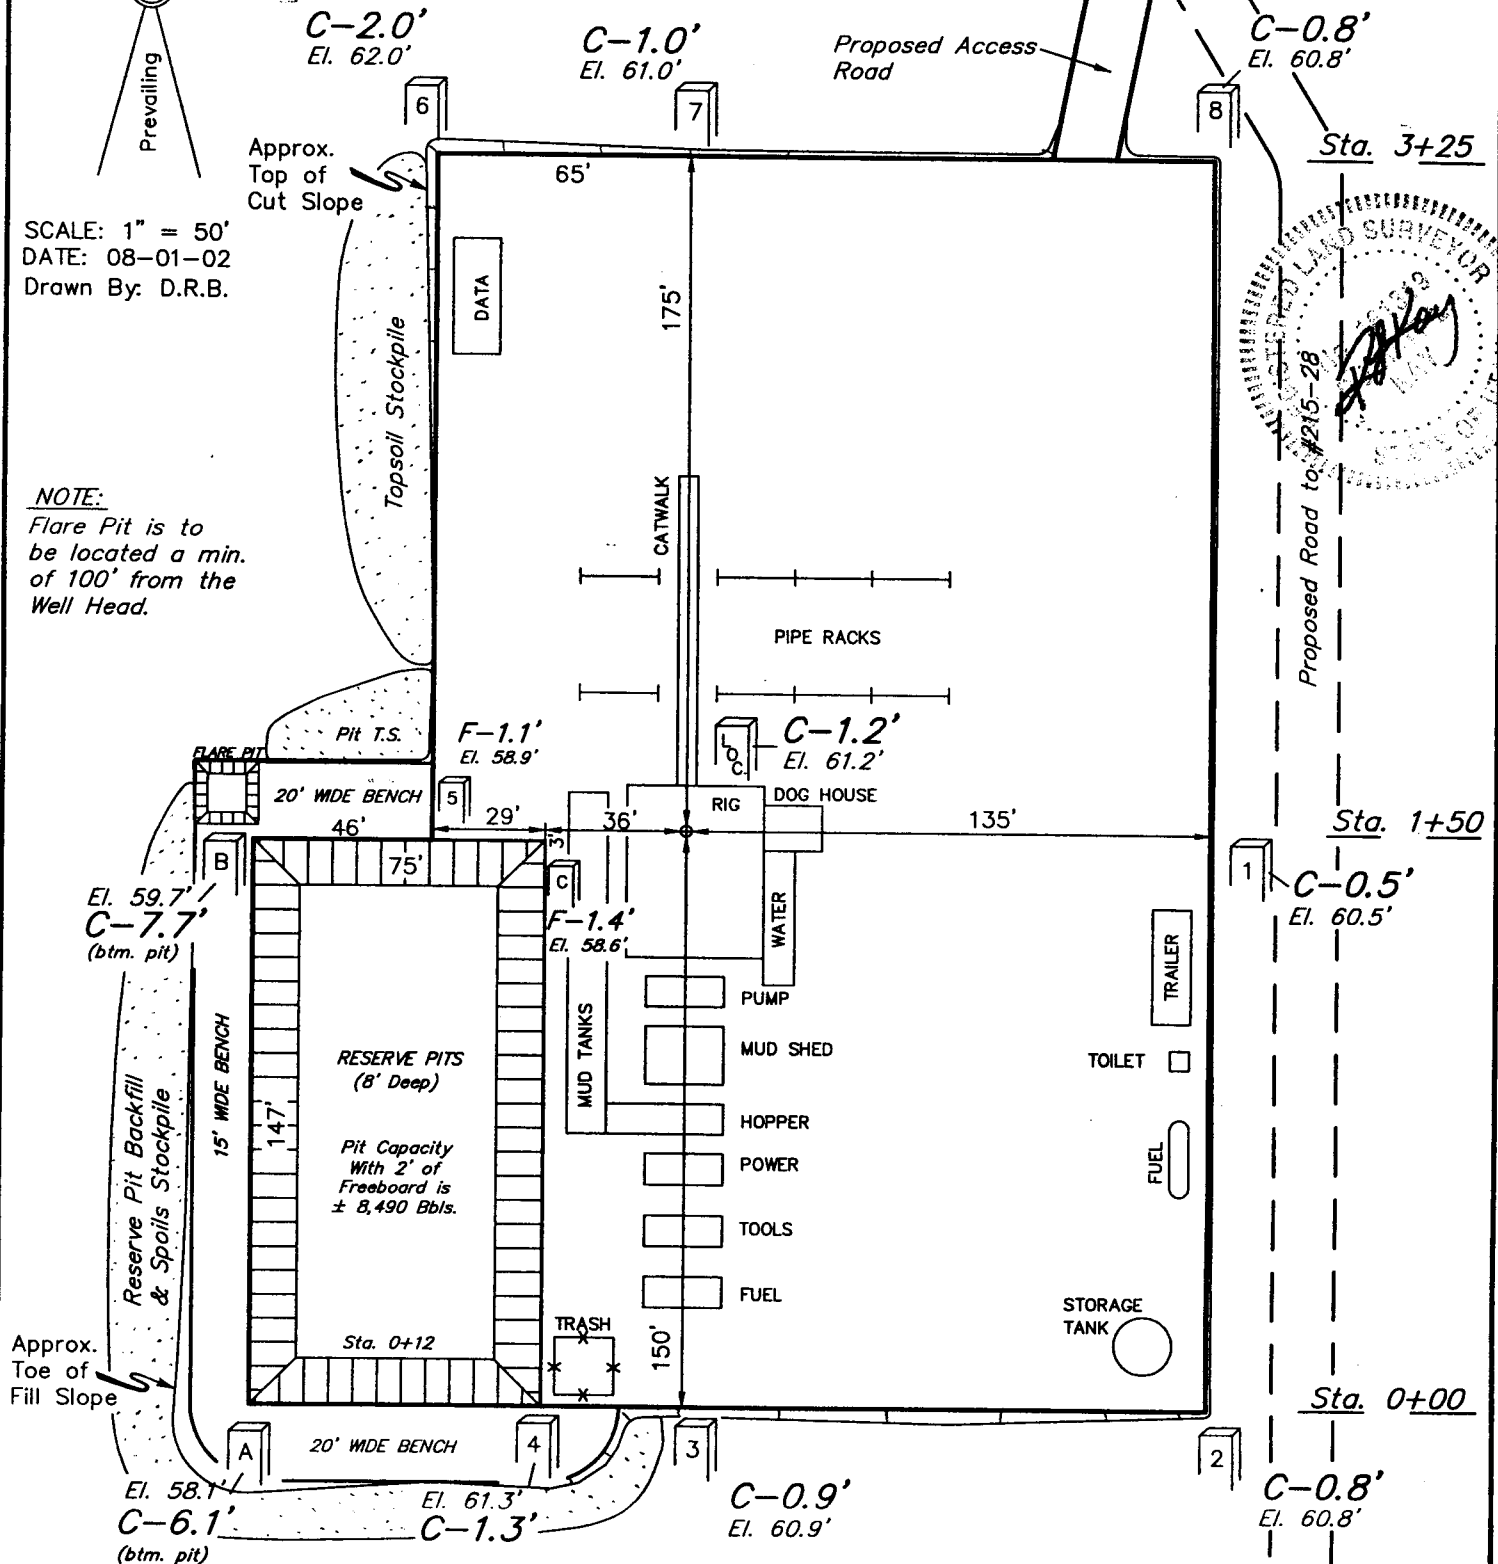 C-2.0'
El. 62.0'
C-1.0'
El. 61.0'
Proposed Access
Road
C-0.8'
El. 60.8'
Prevailing
6
7
8
Approx.
Top of
Cut Slope
65'
Sta. 3+25
SCALE: 1" = 50'
DATE: 08-01-02
Drawn By: D.R.B.
DATA
175'
LAND SURVEYOR
Topsoil Stockpile
Proposed Road to #215-28
NOTE:
Flare Pit is to
be located a min.
of 100' from the
Well Head.
CATWALK
PIPE RACKS
Pit T.S.
F-1.1'
El. 58.9'
LOC.
C-1.2'
El. 61.2'
FLARE PIT
20' WIDE BENCH
5
RIG
DOG HOUSE
46'
29'
36'
135'
Sta. 1+50
3'
B
75'
C
1
El. 59.7'
C-7.7'
(btm. pit)
F-1.4'
El. 58.6'
WATER
C-0.5'
El. 60.5'
TRAILER
PUMP
15' WIDE BENCH
RESERVE PITS
(8' Deep)
MUD TANKS
MUD SHED
TOILET
147'
HOPPER
Pit Capacity
With 2' of
Freeboard is
± 8,490 Bbls.
POWER
FUEL
Reserve Pit Backfill
& Spoils Stockpile
TOOLS
FUEL
STORAGE
TANK
TRASH
Sta. 0+12
150'
Approx.
Toe of
Fill Slope
Sta. 0+00
A
20' WIDE BENCH
4
3
2
El. 58.1'
C-6.1'
(btm. pit)
El. 61.3'
C-1.3'
C-0.9'
El. 60.9'
C-0.8'
El. 60.8'